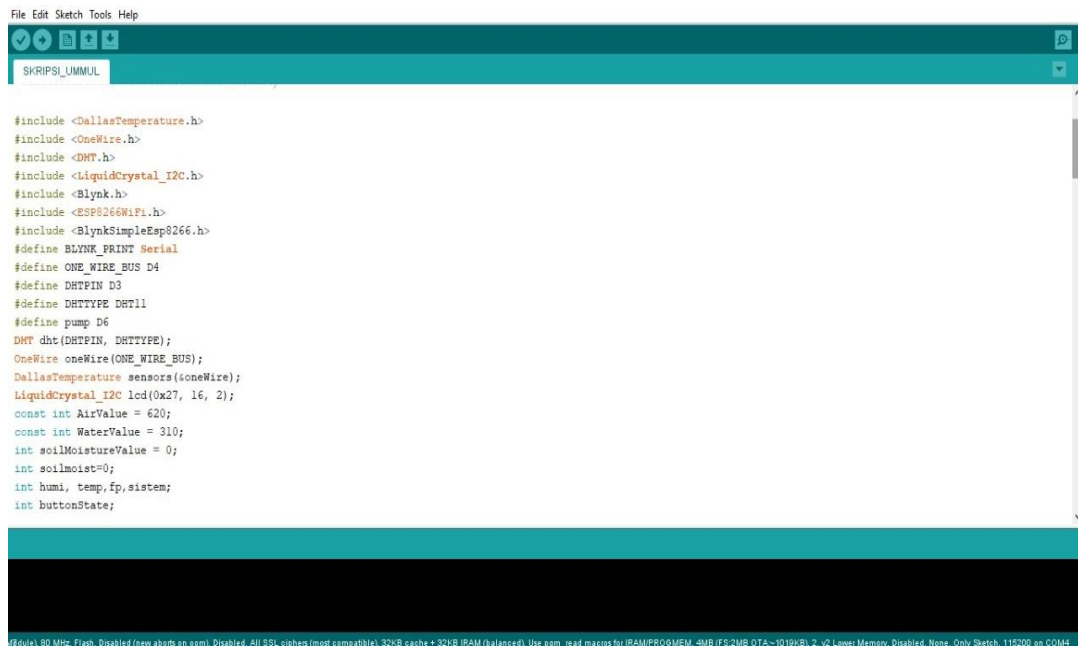 File Edit Sketch Tools Help
SKRIPSI_UMMUL
#include <DallasTemperature.h>
#include <OneWire.h>
#include <DHT.h>
#include <LiquidCrystal_I2C.h>
#include <Blynk.h>
#include <ESP8266WiFi.h>
#include <BlynkSimpleEsp8266.h>
#define BLYNK_PRINT Serial
#define ONE_WIRE_BUS D4
#define DHTPIN D3
#define DHTTYPE DHT11
#define pump D6
DHT dht(DHTPIN, DHTTYPE);
OneWire oneWire(ONE_WIRE_BUS);
DallasTemperature sensors(&oneWire);
LiquidCrystal_I2C lcd(0x27, 16, 2);
const int AirValue = 620;
const int WaterValue = 310;
int soilMoistureValue = 0;
int soilmoist=0;
int humi, temp,fp,sistem;
int buttonState;
80 MHz, Flash, Disabled (new aborts on oom), Disabled, All SSL ciphers (most compatible), 32KB cache + 32KB IRAM (balanced), Use pgm_read macros for IRAM/PROGMEM, 4MB (FS:2MB OTA:~1019KB), 2, v2 Lower Memory, Disabled, None, Only Sketch, 115200 on COM4